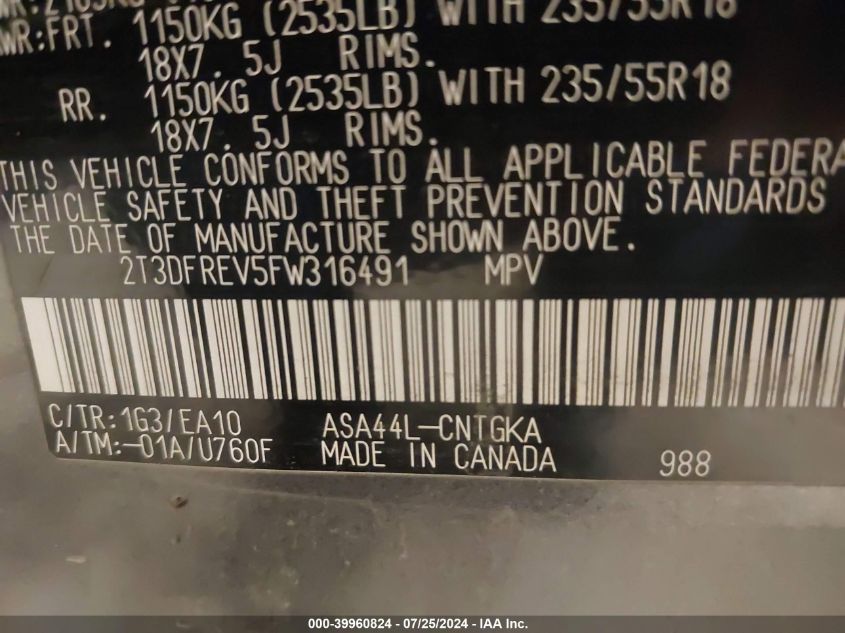 WR:FRT. 1150KG (2535LB) WITH 235/55R18
18X7.5J RIMS.
RR. 1150KG (2535LB) WITH 235/55R18
18X7.5J RIMS.
THIS VEHICLE CONFORMS TO ALL APPLICABLE FEDERA
VEHICLE SAFETY AND THEFT PREVENTION STANDARDS
THE DATE OF MANUFACTURE SHOWN ABOVE.
2T3DFREV5FW316491 MPV
C/TR:1G3/EA10 ASA44L-CNTGKA
A/TM:-01A/U760F MADE IN CANADA 988
000-39960824 - 07/25/2024 - IAA Inc.